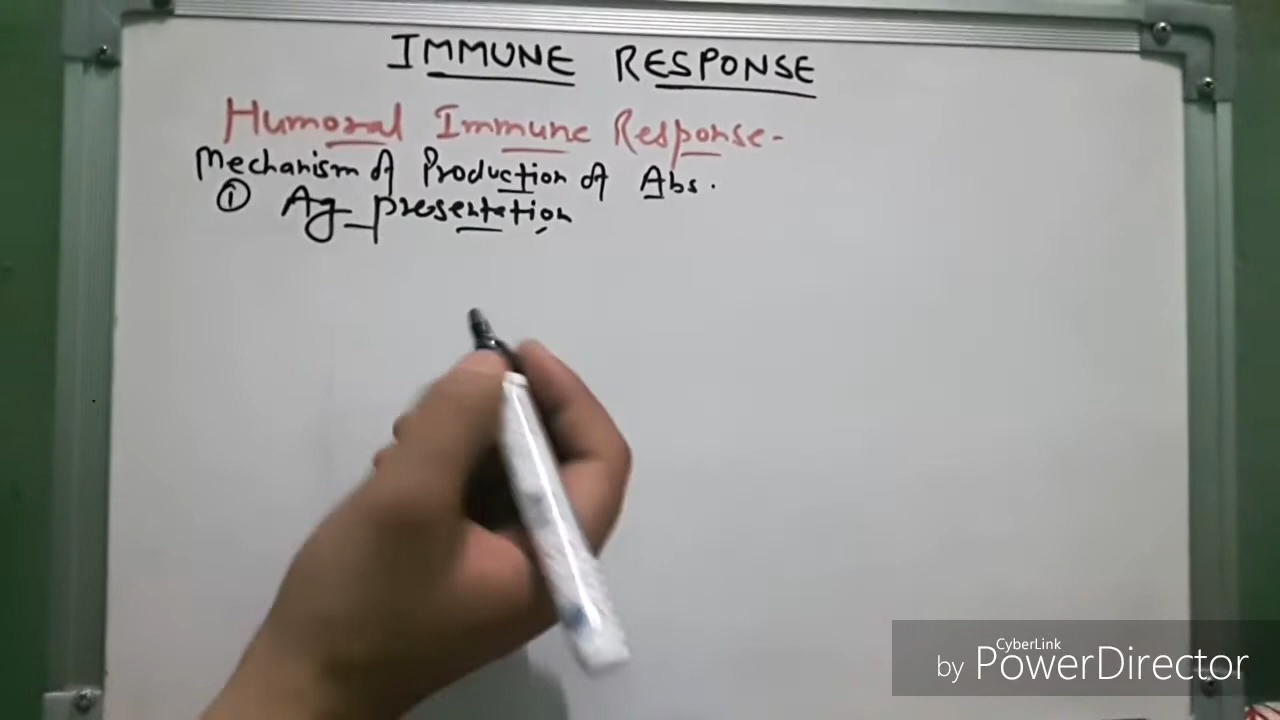 IMMUNE RESPONSE
Humoral Immune Response-
Mechanism of Production of Abs.
① Ag presentation
CyberLink
by PowerDirector